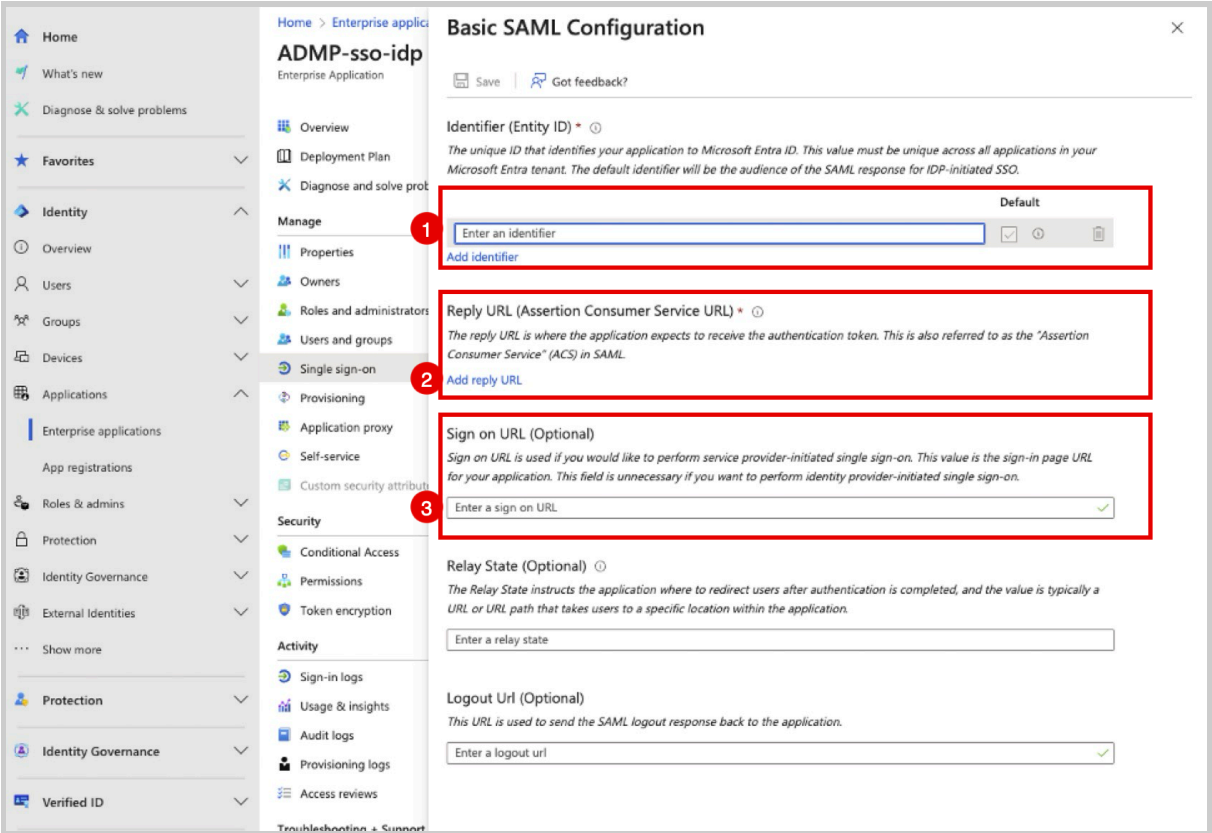 Home
What's new
Diagnose & solve problems
Favorites
Identity
Overview
Users
Groups
Devices
Applications
Enterprise applications
App registrations
Roles & admins
Protection
Identity Governance
External Identities
Show more
Protection
Identity Governance
Verified ID
Home > Enterprise applica
ADMP-sso-idp
Enterprise Application
Overview
Deployment Plan
Diagnose and solve prob
Manage
Properties
Owners
Roles and administrators
Users and groups
Single sign-on
Provisioning
Application proxy
Self-service
Custom security attribut
Security
Conditional Access
Permissions
Token encryption
Activity
Sign-in logs
Usage & insights
Audit logs
Provisioning logs
Access reviews
Troubleshooting + Support
Basic SAML Configuration
Save
Got feedback?
Identifier (Entity ID) *
The unique ID that identifies your application to Microsoft Entra ID. This value must be unique across all applications in your
Microsoft Entra tenant. The default identifier will be the audience of the SAML response for IDP-initiated SSO.
Default
1
Enter an identifier
Add identifier
Reply URL (Assertion Consumer Service URL) *
The reply URL is where the application expects to receive the authentication token. This is also referred to as the "Assertion
Consumer Service" (ACS) in SAML.
2
Add reply URL
Sign on URL (Optional)
Sign on URL is used if you would like to perform service provider-initiated single sign-on. This value is the sign-in page URL
for your application. This field is unnecessary if you want to perform identity provider-initiated single sign-on.
3
Enter a sign on URL
Relay State (Optional)
The Relay State instructs the application where to redirect users after authentication is completed, and the value is typically a
URL or URL path that takes users to a specific location within the application.
Enter a relay state
Logout Url (Optional)
This URL is used to send the SAML logout response back to the application.
Enter a logout url